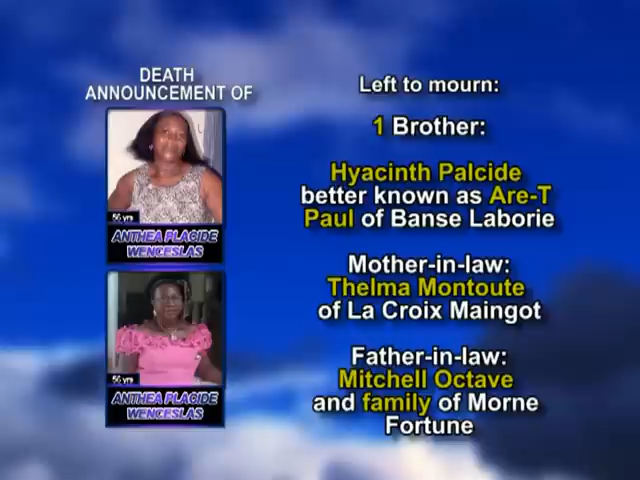 DEATH
ANNOUNCEMENT OF
56 yrs
ANTHEA PLACIDE
WENCESLAS
56 yrs
ANTHEA PLACIDE
WENCESLAS
Left to mourn:
1 Brother:
Hyacinth Palcide
better known as Are-T
Paul of Banse Laborie
Mother-in-law:
Thelma Montoute
of La Croix Maingot
Father-in-law:
Mitchell Octave
and family of Morne
Fortune